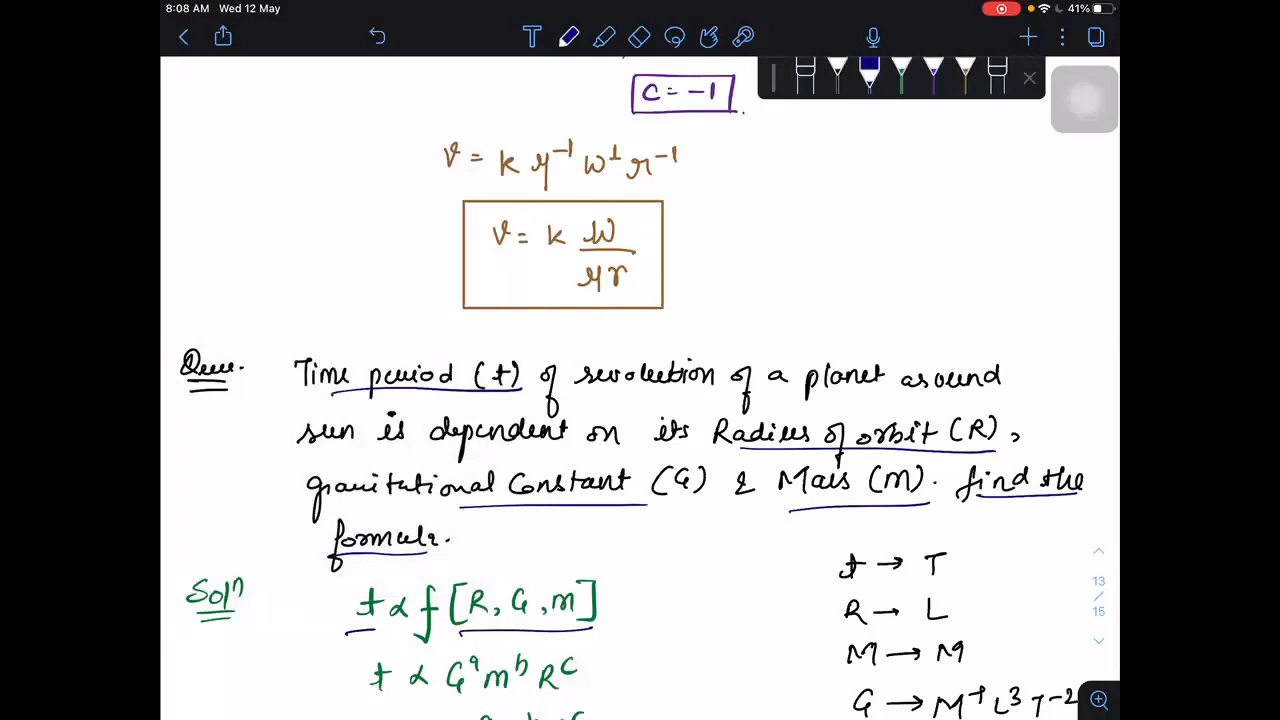 8:08 AM Wed 12 May
41%
C = -1
v = k η⁻¹ w¹ r⁻¹
v = k w
ηr
Ques. Time period (t) of revolution of a planet around
sun is dependent on its Radius of orbit (R),
gravitational Constant (G) & Mass (M). find the
formula.
Solⁿ
t ∝ f [R, G, m]
t ∝ Gᵃ mᵇ Rᶜ
t → T
R → L
M → M
G → M⁻¹ L³ T⁻²
13
/
15